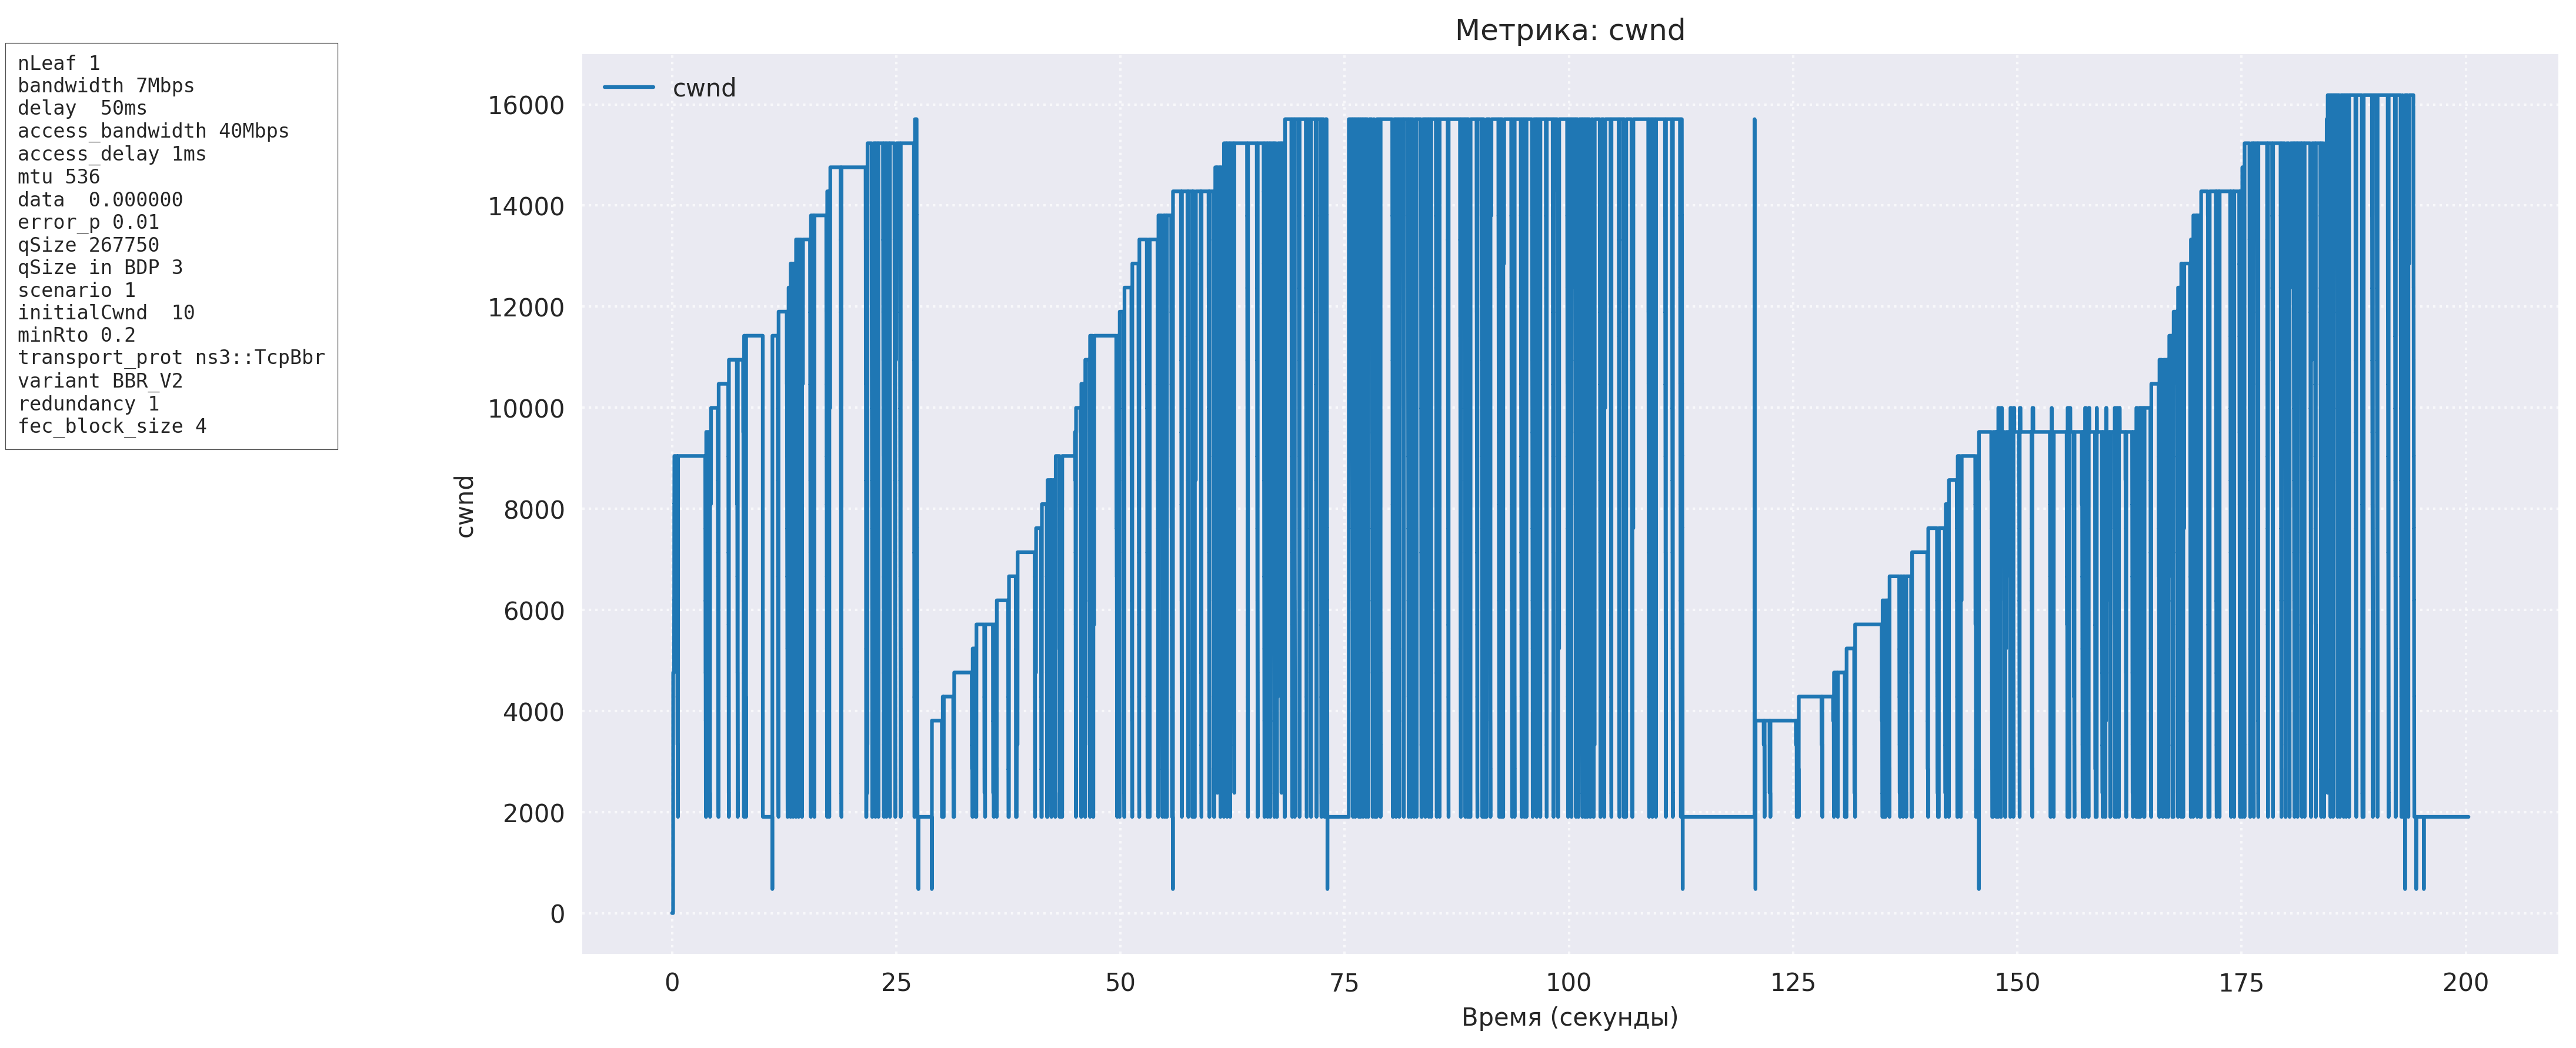 nLeaf 1
bandwidth 7Mbps
delay  50ms
access_bandwidth 40Mbps
access_delay 1ms
mtu 536
data  0.000000
error_p 0.01
qSize 267750
qSize in BDP 3
scenario 1
initialCwnd  10
minRto 0.2
transport_prot ns3::TcpBbr
variant BBR_V2
redundancy 1
fec_block_size 4
Метрика: cwnd
cwnd
cwnd
16000
14000
12000
10000
8000
6000
4000
2000
0
0 25 50 75 100 125 150 175 200
Время (секунды)